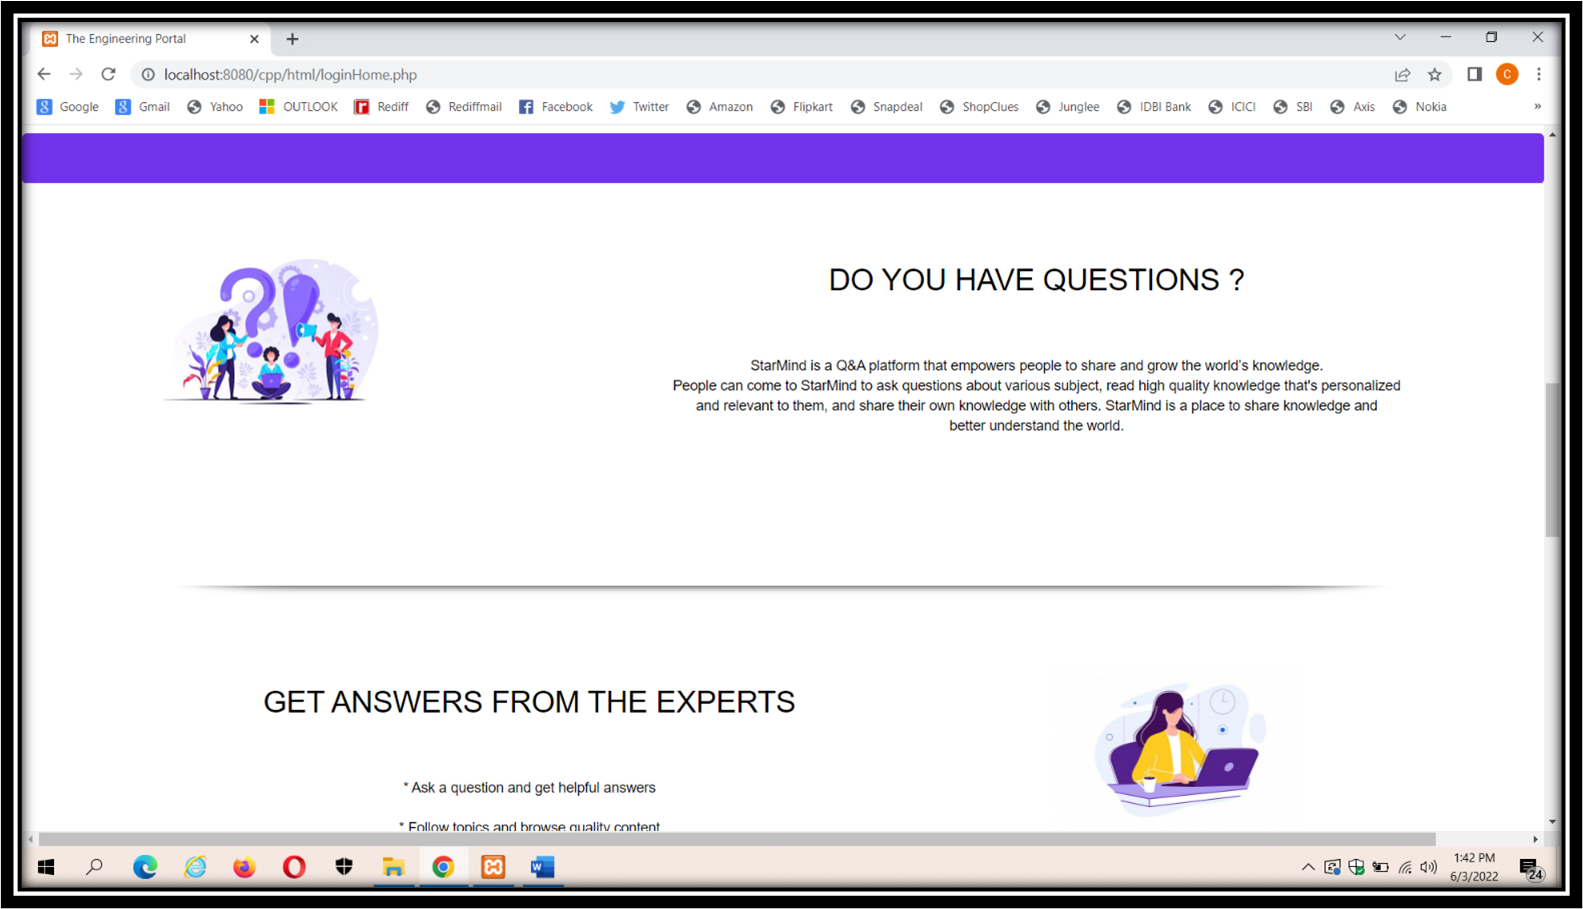 The Engineering Portal
localhost:8080/cpp/html/loginHome.php
C
Google Gmail Yahoo OUTLOOK Rediff Rediffmail Facebook Twitter Amazon Flipkart Snapdeal ShopClues Junglee IDBI Bank ICICI SBI Axis Nokia »
DO YOU HAVE QUESTIONS ?
StarMind is a Q&A platform that empowers people to share and grow the world's knowledge.
People can come to StarMind to ask questions about various subject, read high quality knowledge that's personalized
and relevant to them, and share their own knowledge with others. StarMind is a place to share knowledge and
better understand the world.
GET ANSWERS FROM THE EXPERTS
* Ask a question and get helpful answers
* Follow topics and browse quality content
1:42 PM
6/3/2022
24